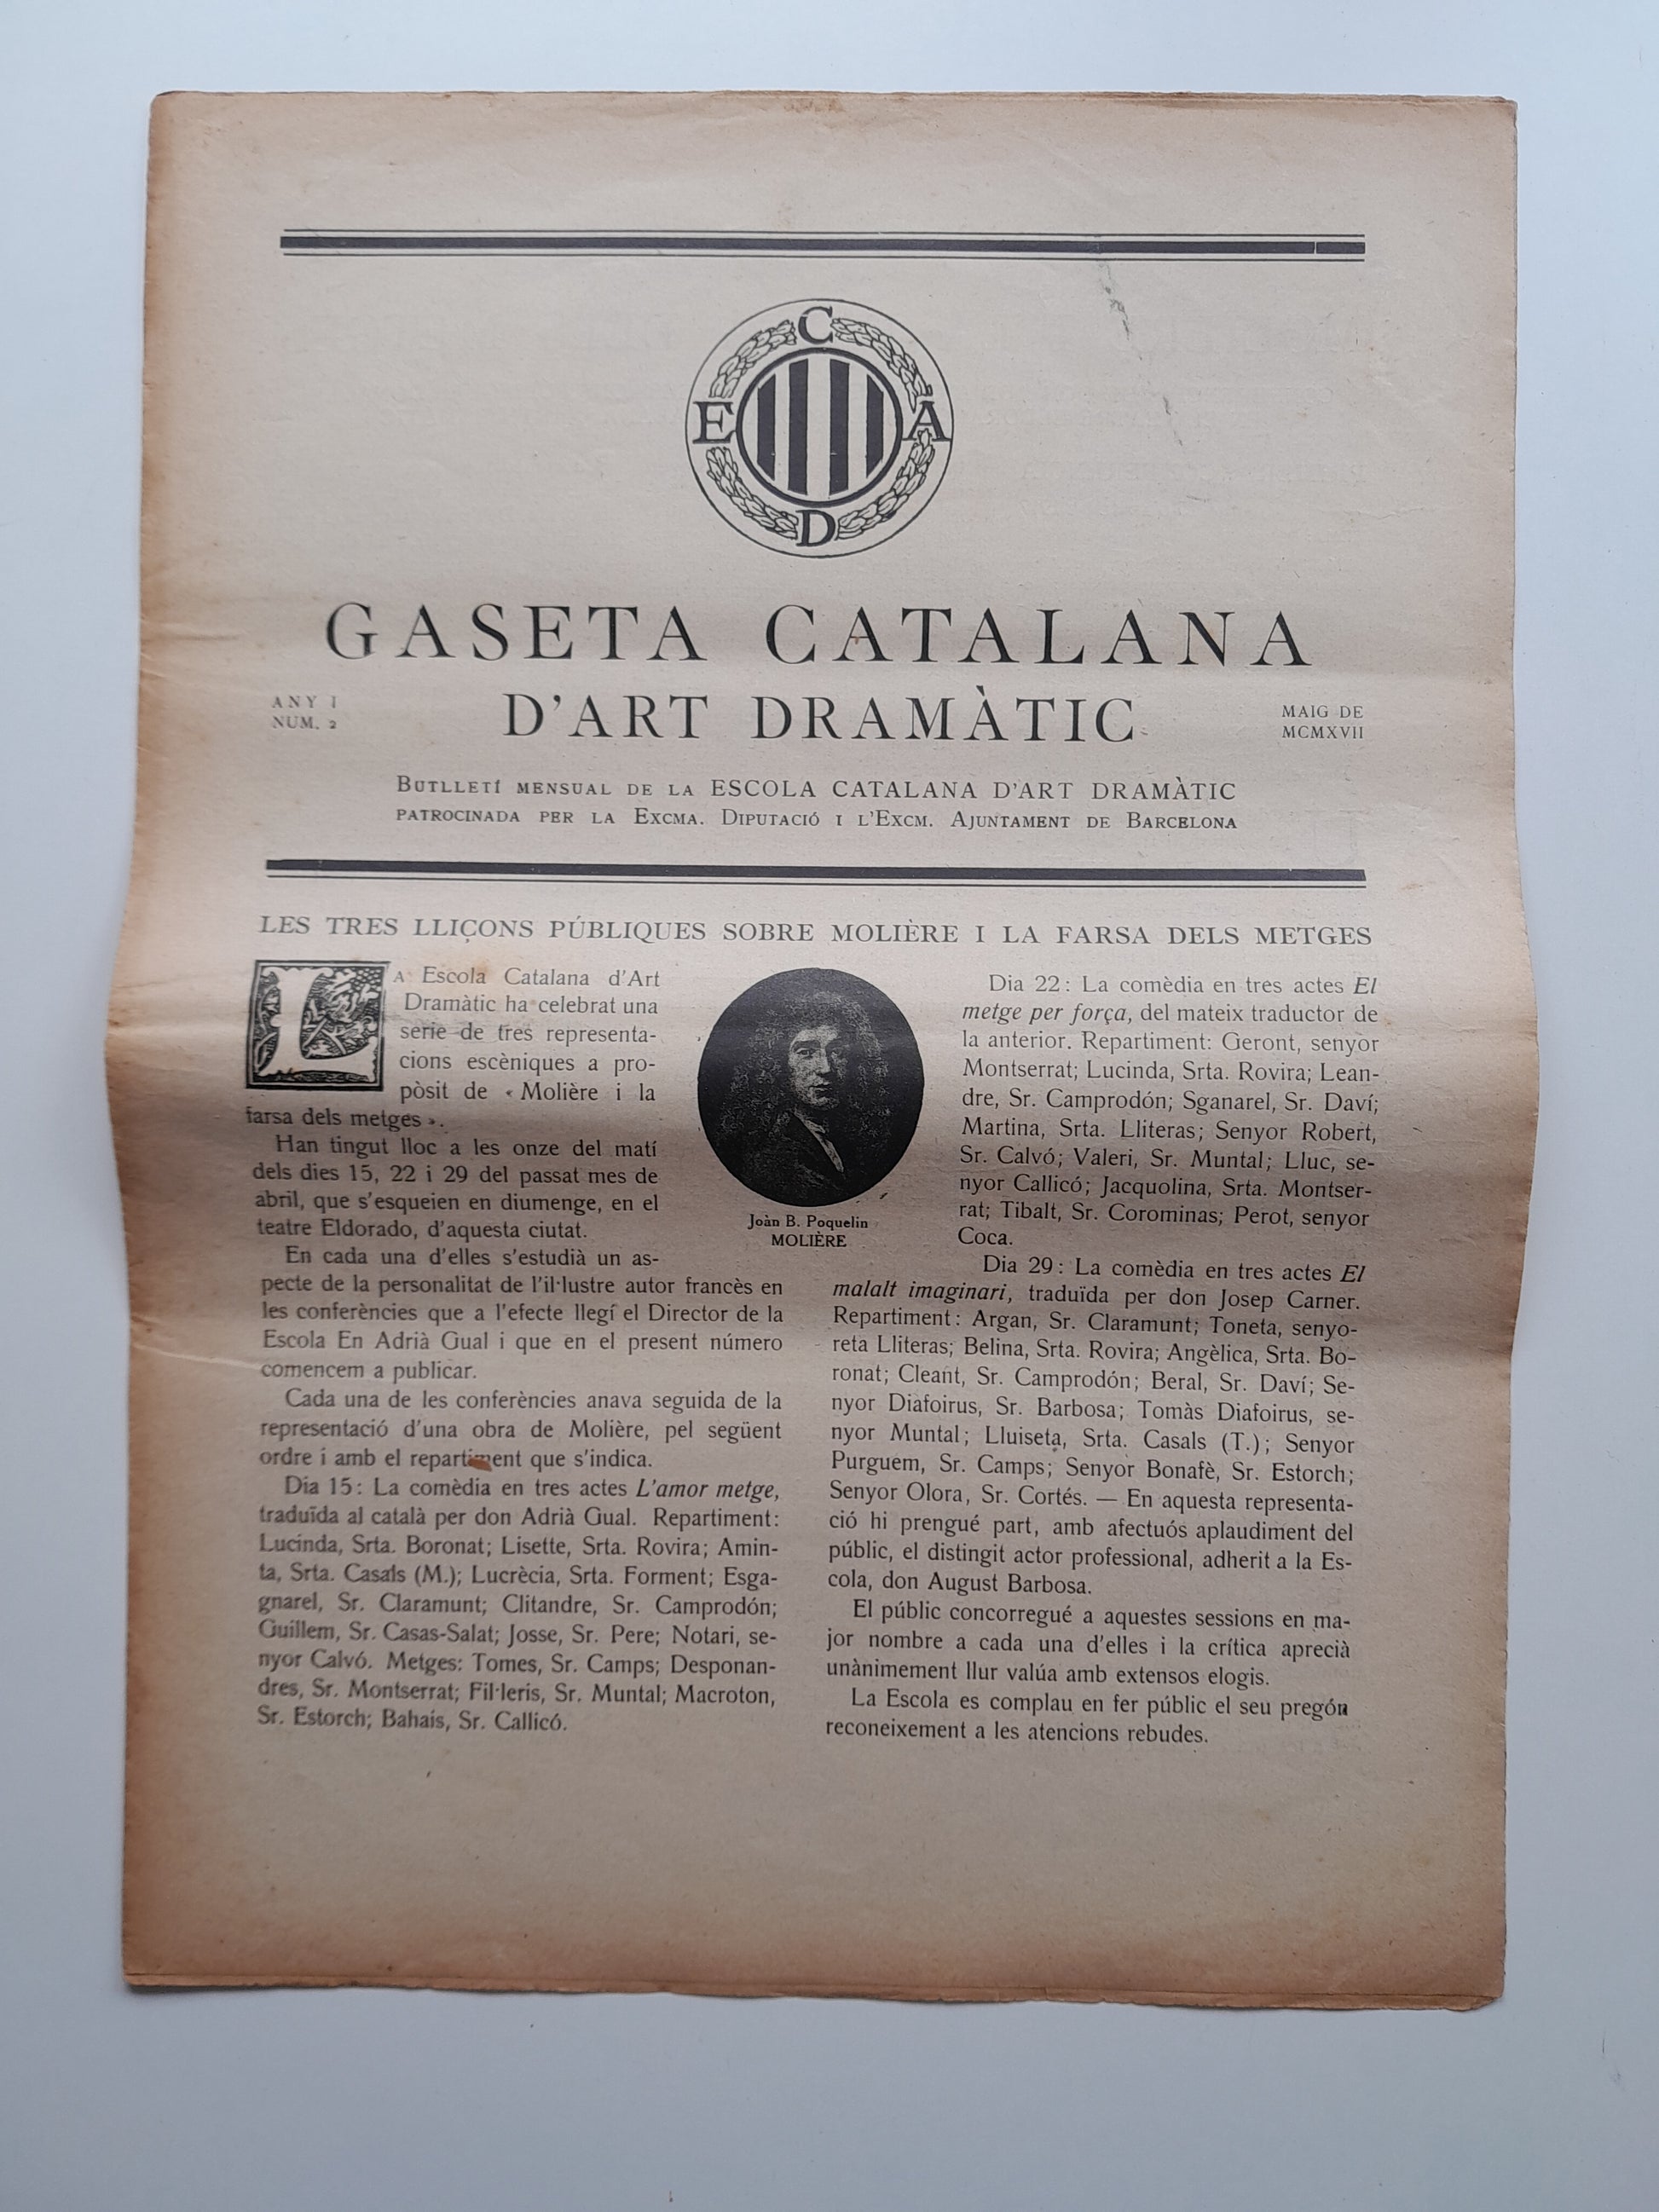 C
E A
D
GASETA CATALANA
ANY I
NUM. 2
D'ART DRAMÀTIC
MAIG DE
MCMXVII
BUTLLETÍ MENSUAL DE LA ESCOLA CATALANA D'ART DRAMÀTIC
PATROCINADA PER LA EXCMA. DIPUTACIÓ I L'EXCM. AJUNTAMENT DE BARCELONA
LES TRES LLIÇONS PÚBLIQUES SOBRE MOLIÈRE I LA FARSA DELS METGES
LA Escola Catalana d'Art
Dramàtic ha celebrat una
serie de tres representa-
cions escèniques a pro-
pòsit de «Molière i la
farsa dels metges».
Han tingut lloc a les onze del matí
dels dies 15, 22 i 29 del passat mes de
abril, que s'esqueien en diumenge, en el
teatre Eldorado, d'aquesta ciutat.
En cada una d'elles s'estudià un as-
pecte de la personalitat de l'il·lustre autor francès en
les conferències que a l'efecte llegí el Director de la
Escola En Adrià Gual i que en el present número
comencem a publicar.
Cada una de les conferències anava seguida de la
representació d'una obra de Molière, pel següent
ordre i amb el repartiment que s'indica.
Dia 15: La comèdia en tres actes L'amor metge,
traduïda al català per don Adrià Gual. Repartiment:
Lucinda, Srta. Boronat; Lisette, Srta. Rovira; Amin-
ta, Srta. Casals (M.); Lucrècia, Srta. Forment; Esga-
gnarel, Sr. Claramunt; Clitandre, Sr. Camprodón;
Guillem, Sr. Casas-Salat; Josse, Sr. Pere; Notari, se-
nyor Calvó. Metges: Tomes, Sr. Camps; Desponan-
dres, Sr. Montserrat; Fil·leris, Sr. Muntal; Macroton,
Sr. Estorch; Bahais, Sr. Callicó.
Joàn B. Poquelin
MOLIÈRE
Dia 22: La comèdia en tres actes El
metge per força, del mateix traductor de
la anterior. Repartiment: Geront, senyor
Montserrat; Lucinda, Srta. Rovira; Lean-
dre, Sr. Camprodón; Sganarel, Sr. Daví;
Martina, Srta. Lliteras; Senyor Robert,
Sr. Calvó; Valeri, Sr. Muntal; Lluc, se-
nyor Callicó; Jacquolina, Srta. Montser-
rat; Tibalt, Sr. Corominas; Perot, senyor
Coca.
Dia 29: La comèdia en tres actes El
malalt imaginari, traduïda per don Josep Carner.
Repartiment: Argan, Sr. Claramunt; Toneta, senyo-
reta Lliteras; Belina, Srta. Rovira; Angèlica, Srta. Bo-
ronat; Cleant, Sr. Camprodón; Beral, Sr. Daví; Se-
nyor Diafoirus, Sr. Barbosa; Tomàs Diafoirus, se-
nyor Muntal; Lluiseta, Srta. Casals (T.); Senyor
Purguem, Sr. Camps; Senyor Bonafè, Sr. Estorch;
Senyor Olora, Sr. Cortés. — En aquesta representa-
ció hi prengué part, amb afectuós aplaudiment del
públic, el distingit actor professional, adherit a la Es-
cola, don August Barbosa.
El públic concorregué a aquestes sessions en ma-
jor nombre a cada una d'elles i la crítica aprecià
unànimement llur valúa amb extensos elogis.
La Escola es complau en fer públic el seu pregón
reconeixement a les atencions rebudes.